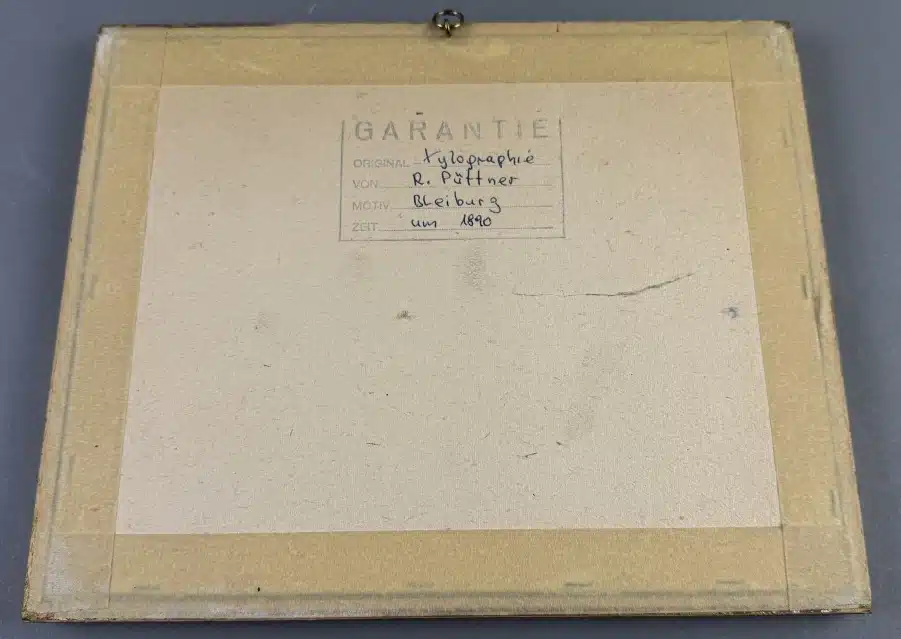 GARANTIE
ORIGINAL Xylographie
VON R. Püttner
MOTIV Bleiburg
ZEIT um 1890